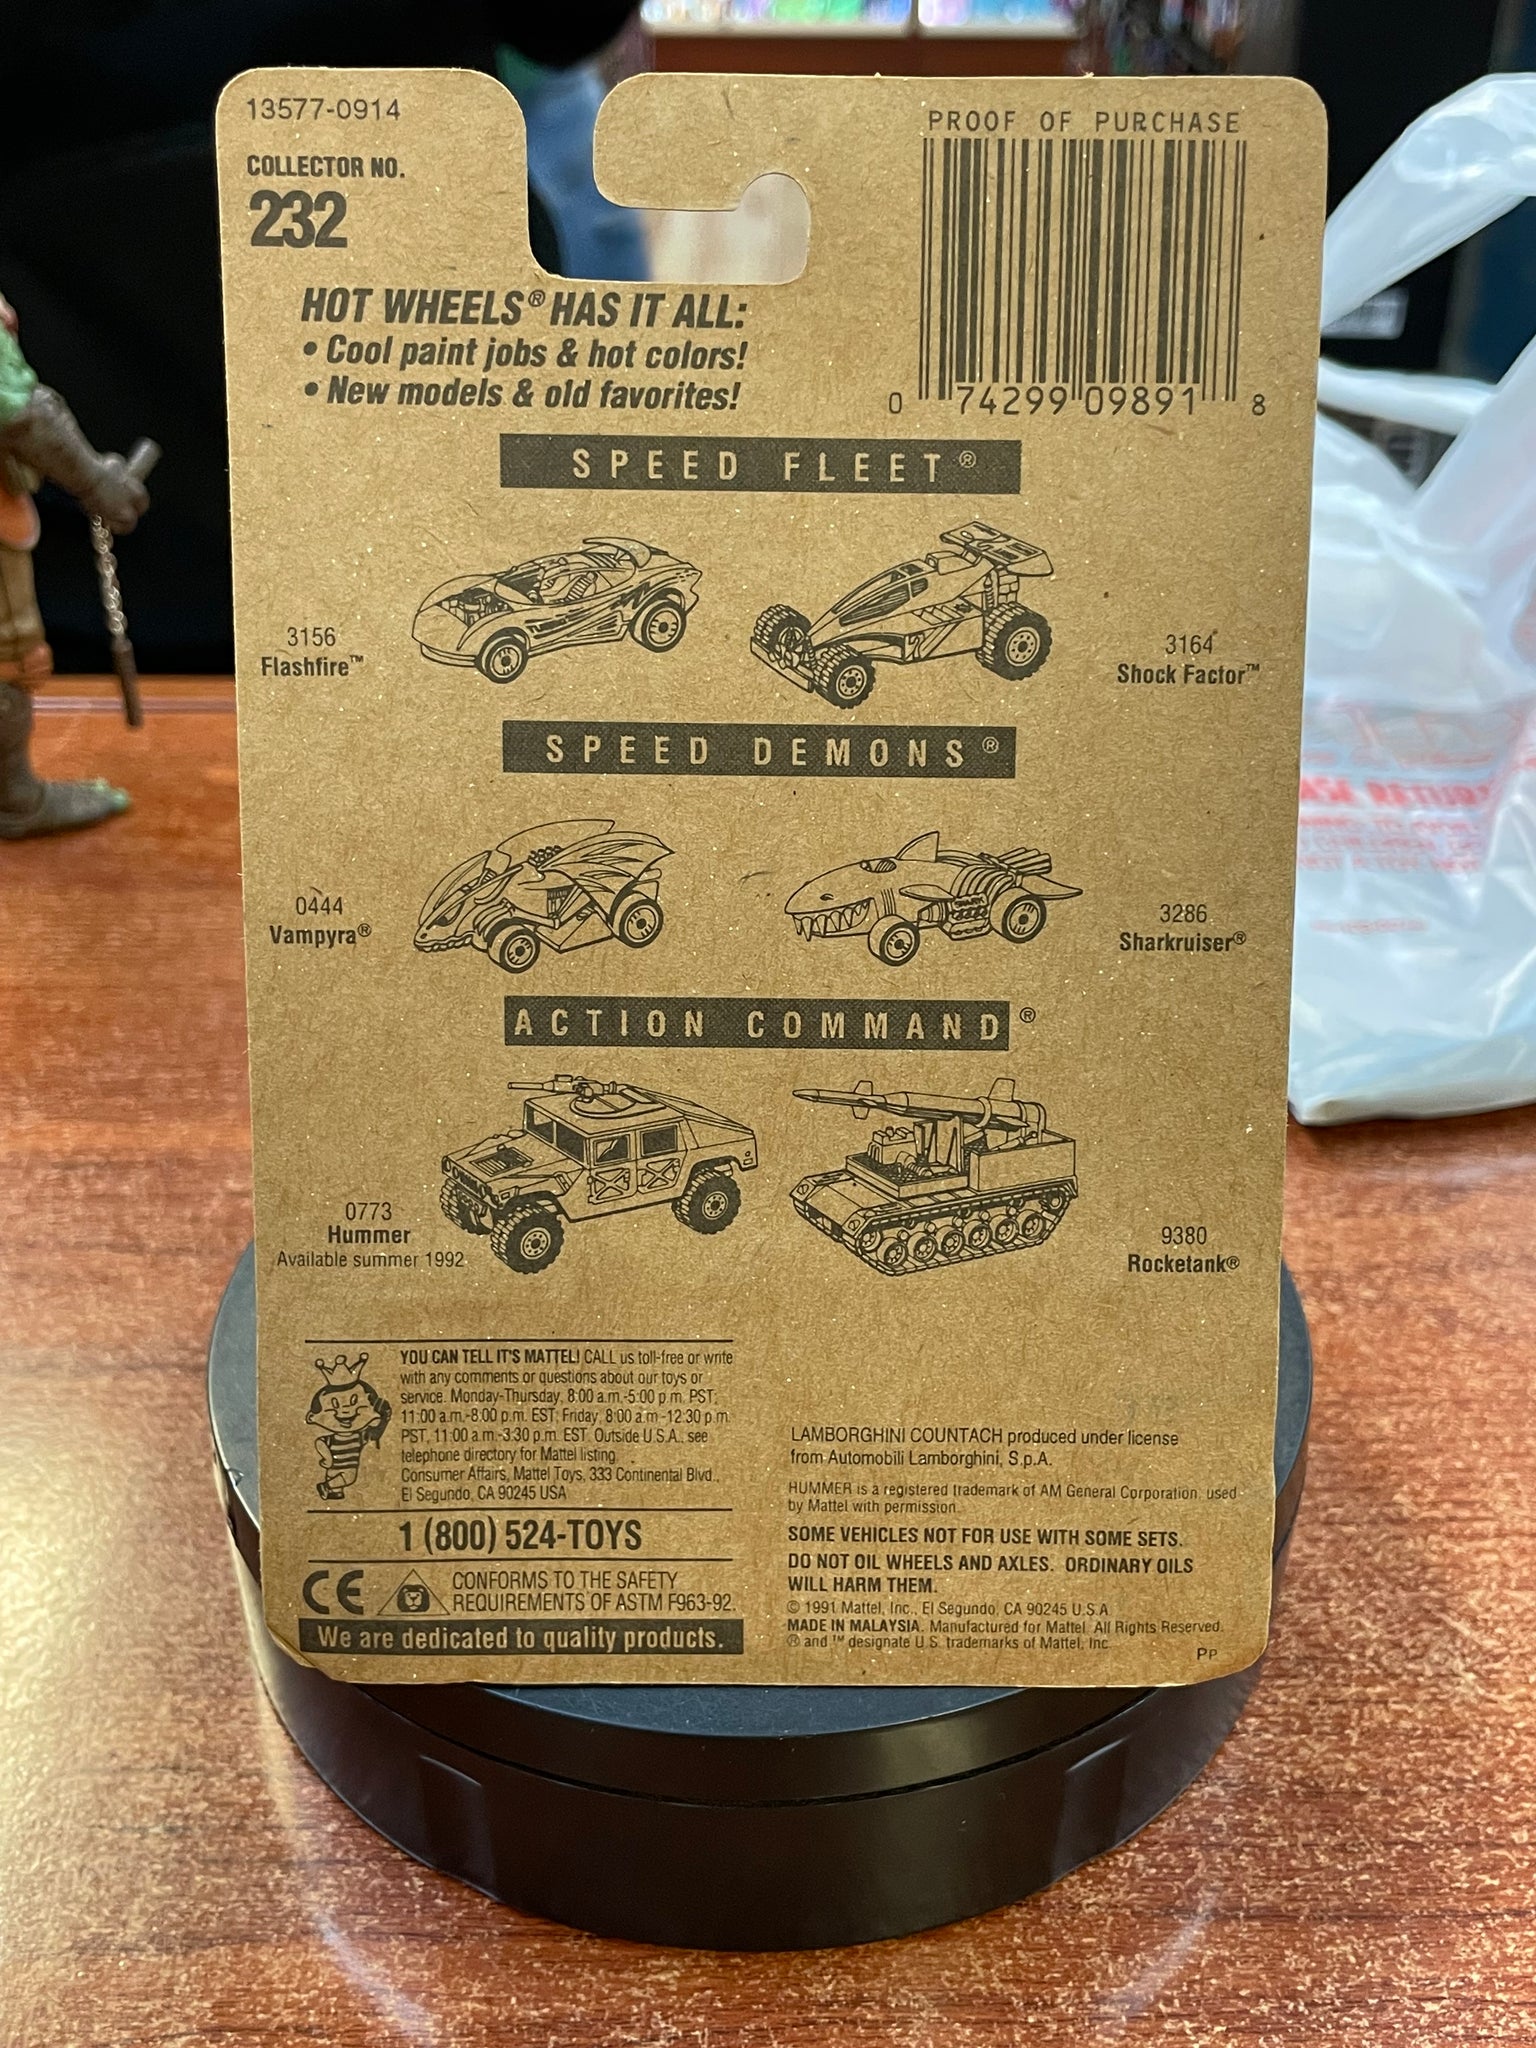 13577-0914
COLLECTOR NO.
232
PROOF OF PURCHASE
0 74299 09891 8
HOT WHEELS® HAS IT ALL:
• Cool paint jobs & hot colors!
• New models & old favorites!
SPEED FLEET®
3156
Flashfire™
3164
Shock Factor™
SPEED DEMONS®
0444
Vampyra®
3286
Sharkruiser®
ACTION COMMAND®
0773
Hummer
Available summer 1992
9380
Rocketank®
YOU CAN TELL IT'S MATTEL! CALL us toll-free or write
with any comments or questions about our toys or
service. Monday-Thursday, 8:00 a.m.-5:00 p.m. PST,
11:00 a.m.-8:00 p.m. EST; Friday, 8:00 a.m.-12:30 p.m.
PST, 11:00 a.m.-3:30 p.m. EST. Outside U.S.A., see
telephone directory for Mattel listing.
Consumer Affairs, Mattel Toys, 333 Continental Blvd.,
El Segundo, CA 90245 USA
1 (800) 524-TOYS
CE
CONFORMS TO THE SAFETY
REQUIREMENTS OF ASTM F963-92.
We are dedicated to quality products.
LAMBORGHINI COUNTACH produced under license
from Automobili Lamborghini, S.p.A.
HUMMER is a registered trademark of AM General Corporation, used
by Mattel with permission.
SOME VEHICLES NOT FOR USE WITH SOME SETS.
DO NOT OIL WHEELS AND AXLES. ORDINARY OILS
WILL HARM THEM.
© 1991 Mattel, Inc., El Segundo, CA 90245 U.S.A.
MADE IN MALAYSIA. Manufactured for Mattel. All Rights Reserved.
® and ™ designate U.S. trademarks of Mattel, Inc.
PP